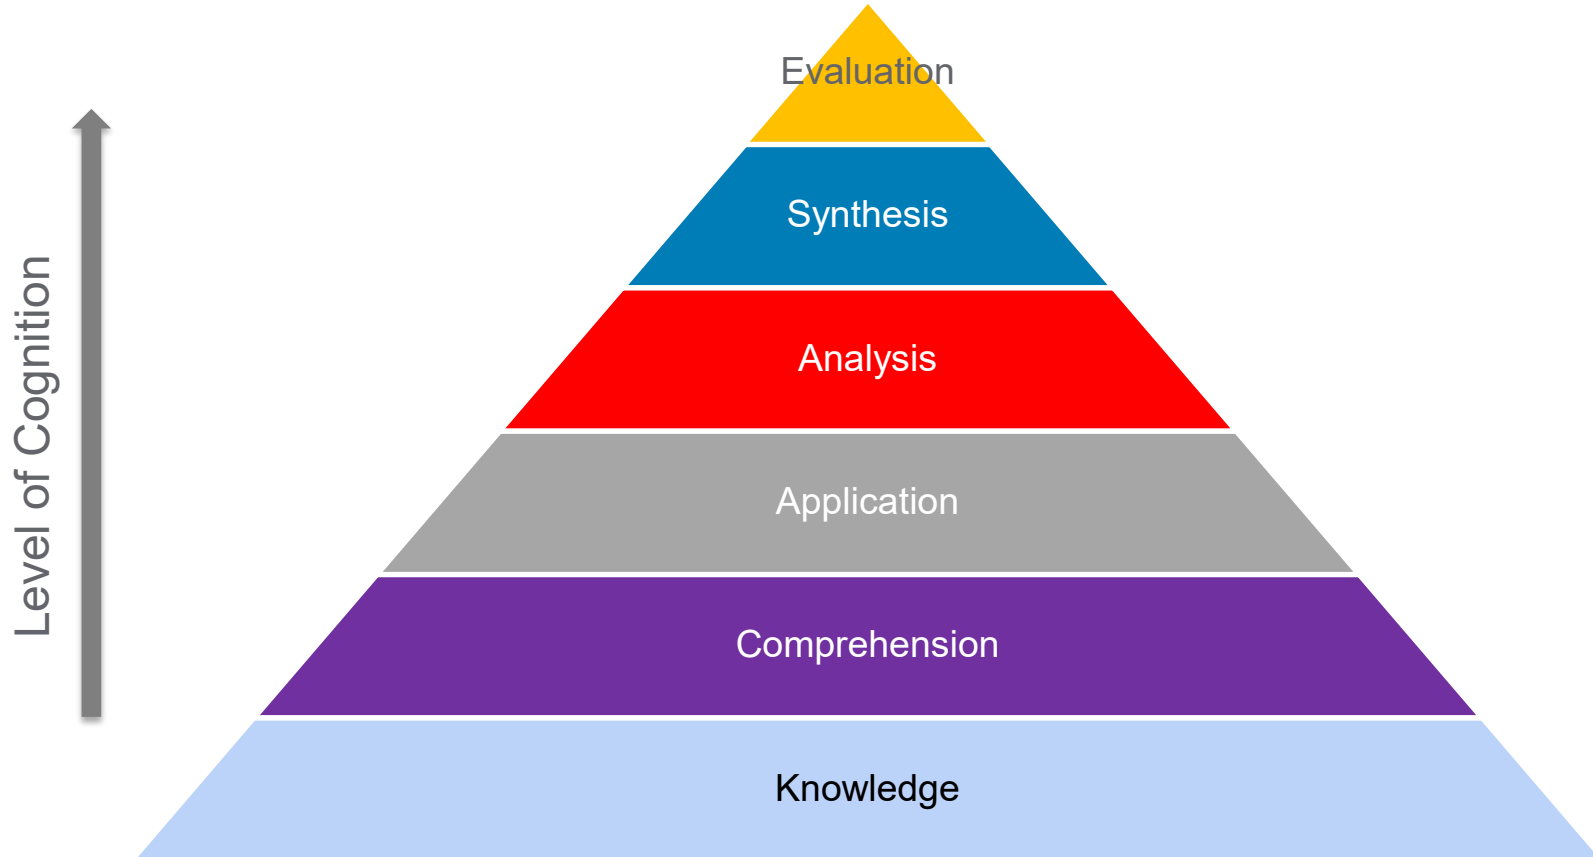 Evaluation
Synthesis
Analysis
Application
Comprehension
Knowledge
Level of Cognition